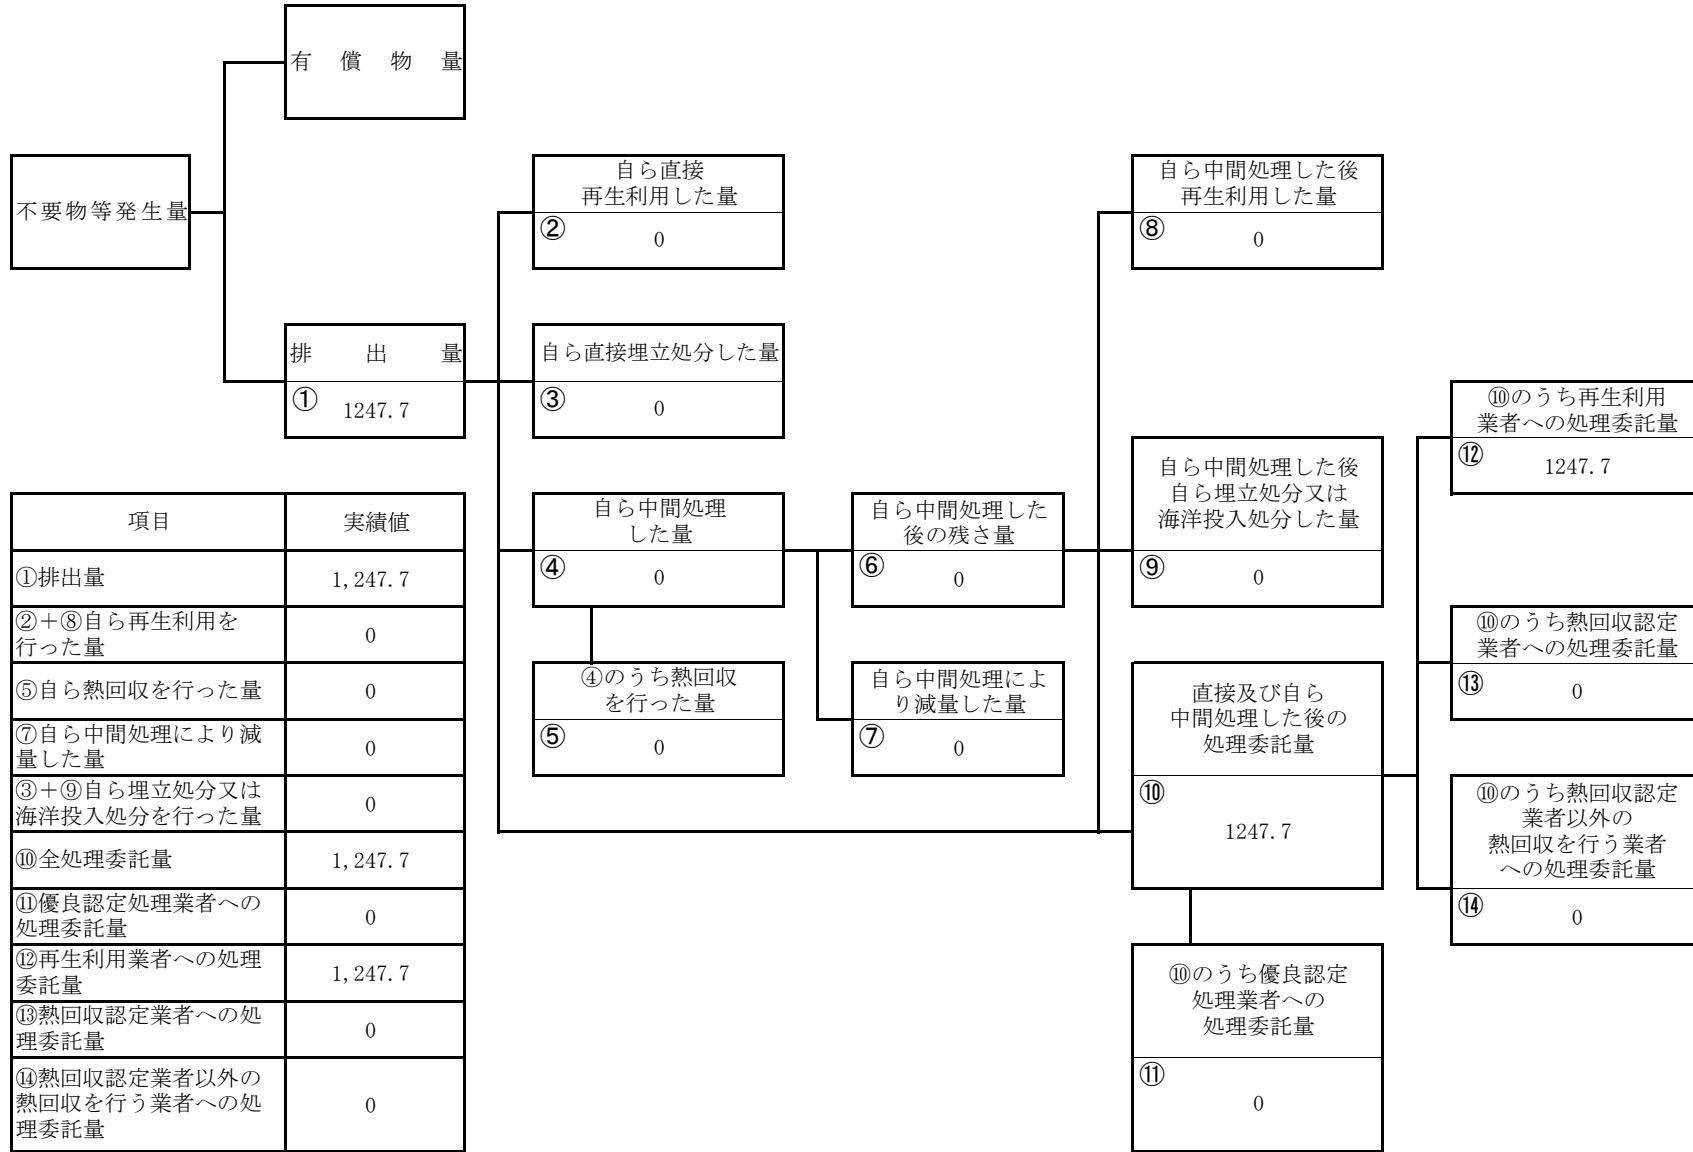 有償物量
不要物等発生量
自ら直接
再生利用した量
②
0
自ら中間処理した後
再生利用した量
⑧
0
排出量
①
1247.7
自ら直接埋立処分した量
③
0
⑩のうち再生利用
業者への処理委託量
⑫
1247.7
自ら中間処理
した量
④
0
自ら中間処理した
後の残さ量
⑥
0
自ら中間処理した後
自ら埋立処分又は
海洋投入処分した量
⑨
0
⑩のうち熱回収認定
業者への処理委託量
⑬
0
④のうち熱回収
を行った量
⑤
0
自ら中間処理によ
り減量した量
⑦
0
直接及び自ら
中間処理した後の
処理委託量
⑩
1247.7
⑩のうち熱回収認定
業者以外の
熱回収を行う業者
への処理委託量
⑭
0
⑩のうち優良認定
処理業者への
処理委託量
⑪
0
項目 実績値
①排出量 1,247.7
②+⑧自ら再生利用を
行った量 0
⑤自ら熱回収を行った量 0
⑦自ら中間処理により減
量した量 0
③+⑨自ら埋立処分又は
海洋投入処分を行った量 0
⑩全処理委託量 1,247.7
⑪優良認定処理業者への
処理委託量 0
⑫再生利用業者への処理
委託量 1,247.7
⑬熱回収認定業者への処
理委託量 0
⑭熱回収認定業者以外の
熱回収を行う業者への処
理委託量 0